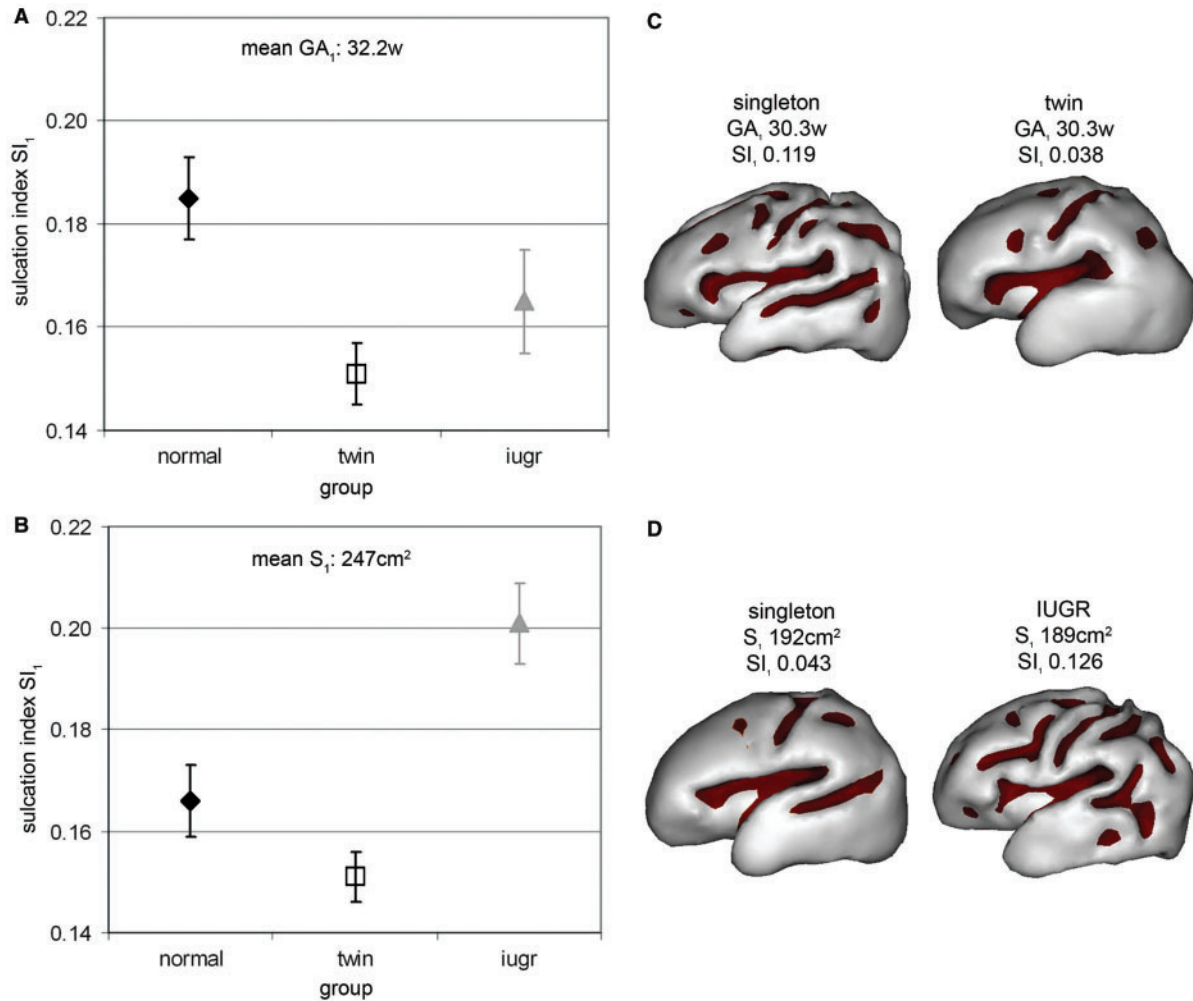 A
0.22
mean GA₁: 32.2w
0.20
0.18
0.16
0.14
sulcation index SI₁
normal twin iugr
group
B
0.22
mean S₁: 247cm²
0.20
0.18
0.16
0.14
sulcation index SI₁
normal twin iugr
group
C
singleton
GA₁ 30.3w
SI₁ 0.119
twin
GA₁ 30.3w
SI₁ 0.038
D
singleton
S₁ 192cm²
SI₁ 0.043
IUGR
S₁ 189cm²
SI₁ 0.126